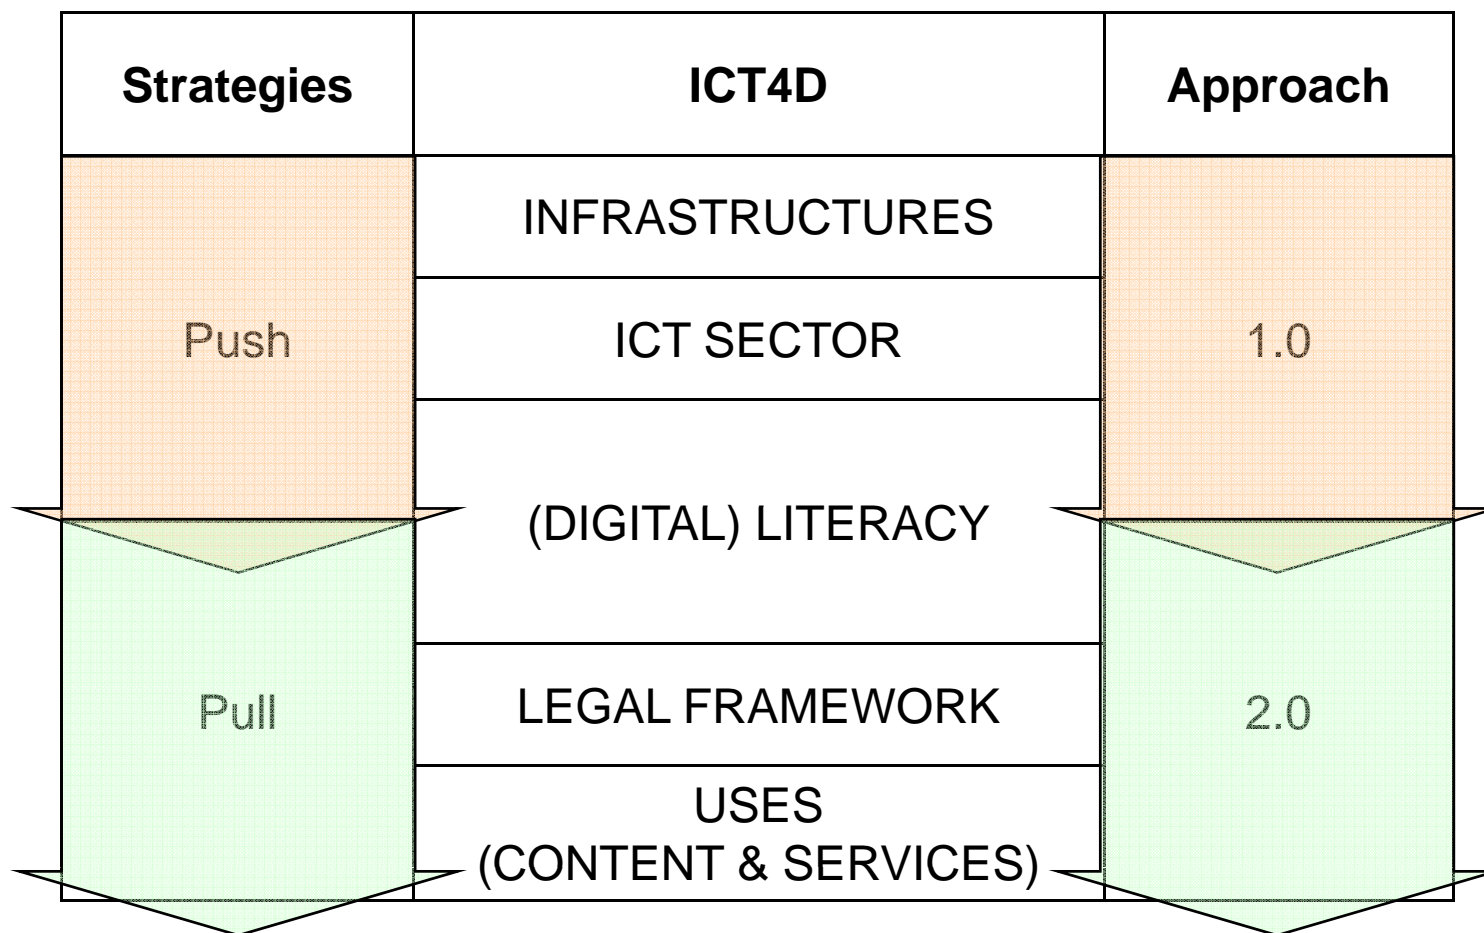 Strategies
ICT4D
Approach
INFRASTRUCTURES
Push
ICT SECTOR
1.0
(DIGITAL) LITERACY
Pull
LEGAL FRAMEWORK
2.0
USES
(CONTENT & SERVICES)